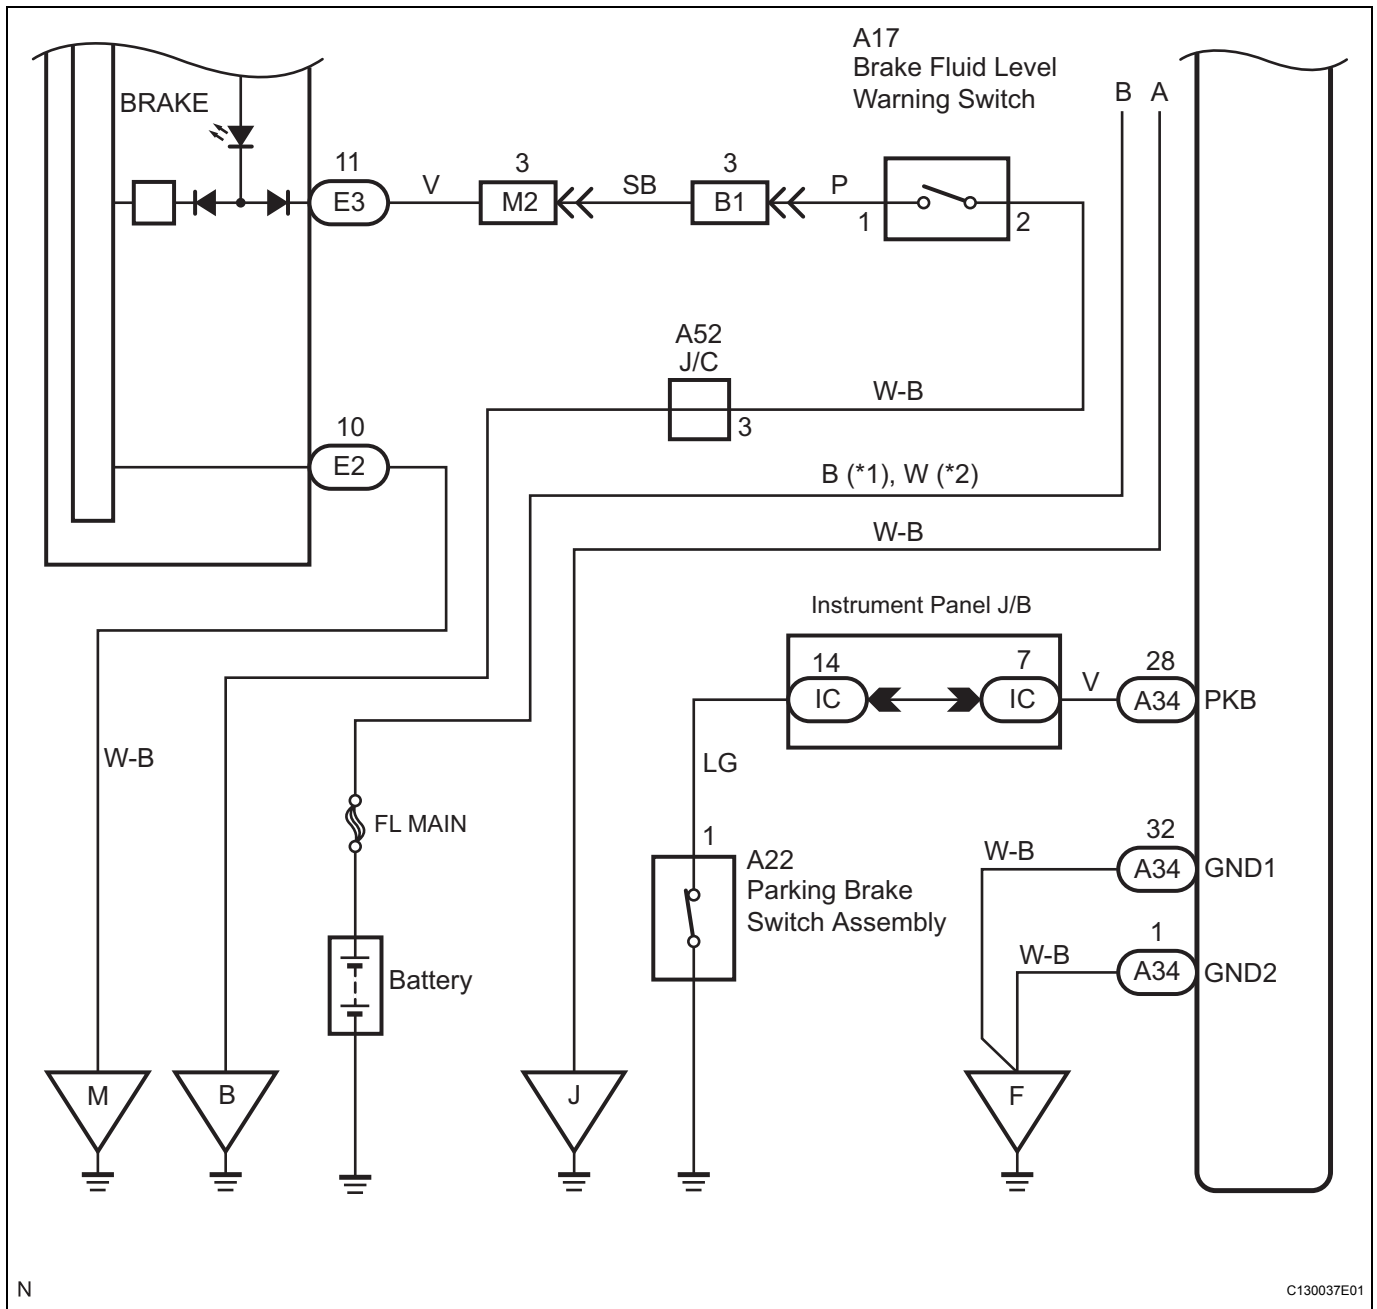 A17
Brake Fluid Level
Warning Switch
B A
BRAKE
11
E3
V
3
M2
SB
3
B1
P
1
2
A52
J/C
3
W-B
10
E2
B (*1), W (*2)
W-B
Instrument Panel J/B
14
IC
7
IC
V
28
A34
PKB
W-B
LG
FL MAIN
1
A22
Parking Brake
Switch Assembly
W-B
32
A34
GND1
W-B
1
A34
GND2
Battery
M
B
J
F
N
C130037E01